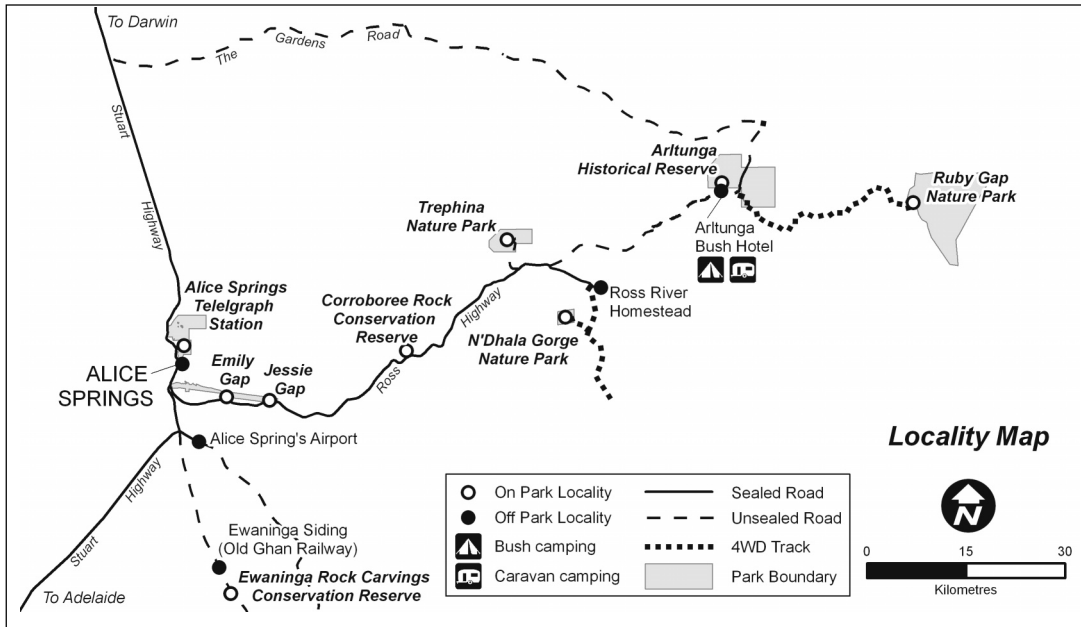 To Darwin
The Gardens Road
Stuart
Highway
Arltunga
Historical Reserve
Ruby Gap
Nature Park
Trephina
Nature Park
Arltunga
Bush Hotel
Alice Springs
Telelgraph
Station
Corroboree Rock
Conservation
Reserve
Ross Highway
Ross River
Homestead
N'Dhala Gorge
Nature Park
ALICE
SPRINGS
Emily
Gap
Jessie
Gap
Alice Spring's Airport
Stuart Highway
To Adelaide
Ewaninga Siding
(Old Ghan Railway)
Ewaninga Rock Carvings
Conservation Reserve
Locality Map
N
0 15 30
Kilometres
On Park Locality
Off Park Locality
Bush camping
Caravan camping
Sealed Road
Unsealed Road
4WD Track
Park Boundary